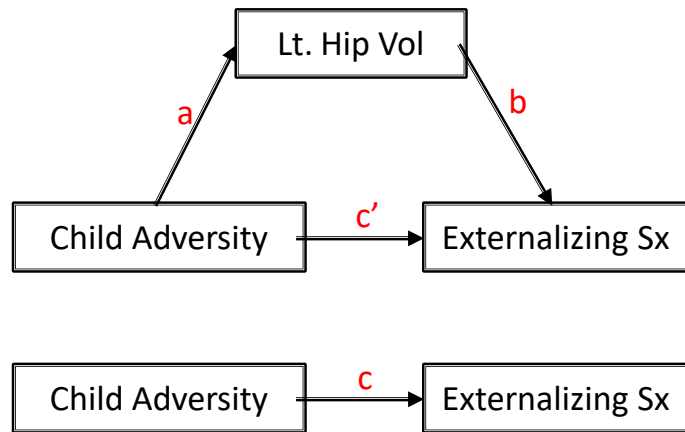 Lt. Hip Vol
a
b
c’
Child Adversity
Externalizing Sx
c
Child Adversity
Externalizing Sx